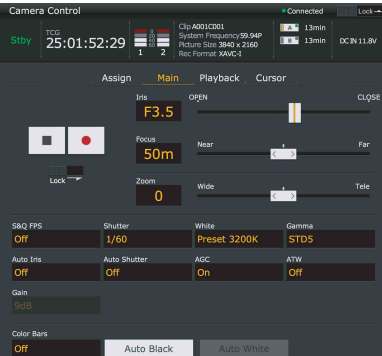 Camera Control Connected Lock
Stby TCG 25:01:52:29 0 20 40 60 1 2 Clip A001C001 A 13min DC IN 11.8V
System Frequency 59.94P
Picture Size 3840 x 2160 B 13min
Rec Format XAVC-I
Assign Main Playback Cursor
Iris OPEN CLOSE
F3.5
Focus Near Far
50m
Lock
Zoom Wide Tele
0
S&Q FPS Shutter White Gamma
Off 1/60 Preset 3200K STD5
Auto Iris Auto Shutter AGC ATW
Off Off On Off
Gain
9dB
Color Bars
Off Auto Black Auto White